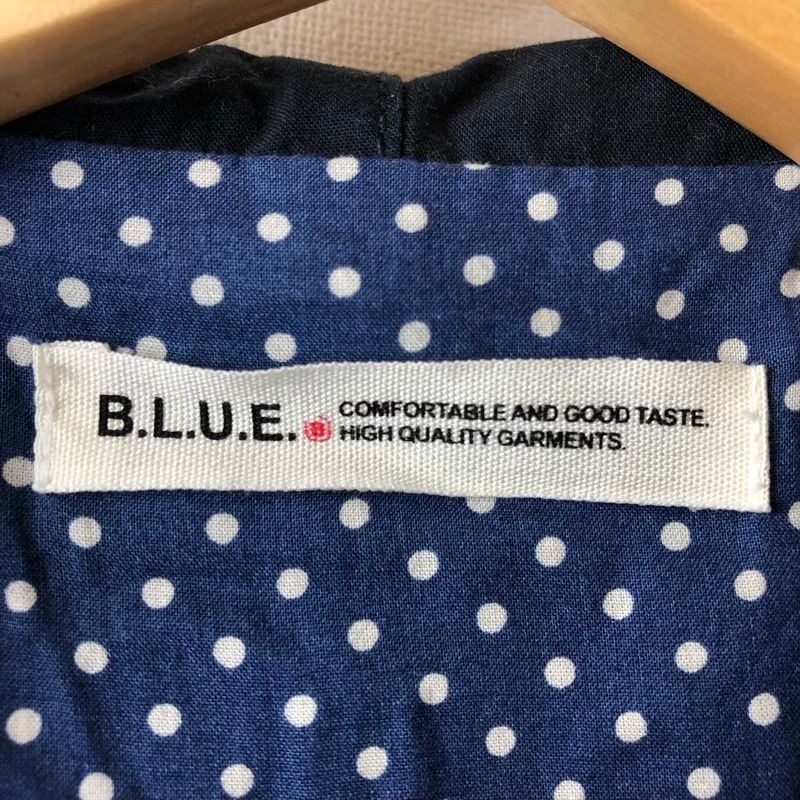 B.L.U.E.
COMFORTABLE AND GOOD TASTE.
HIGH QUALITY GARMENTS.